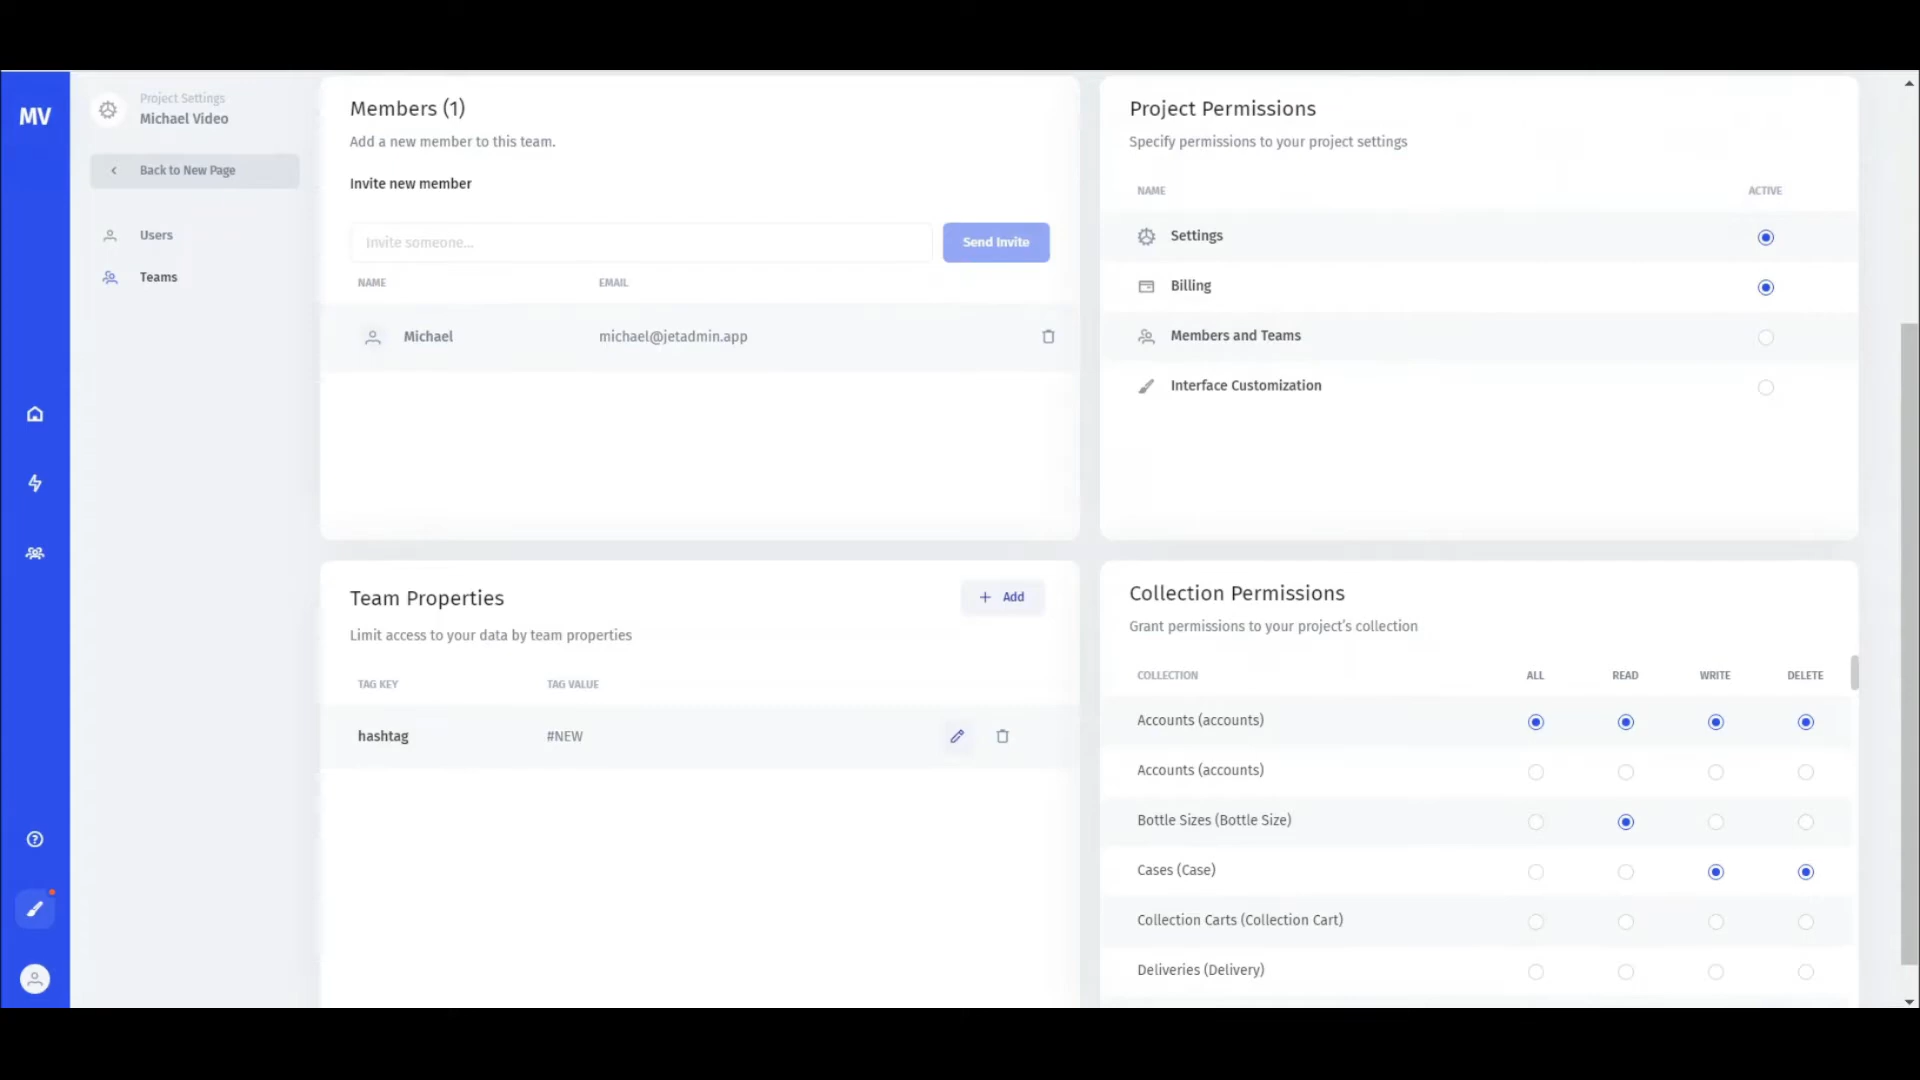 MV
Project Settings
Michael Video
Back to New Page
Users
Teams
Members (1)
Add a new member to this team.
Invite new member
Invite someone...
Send Invite
NAME EMAIL
Michael michael@jetadmin.app
Project Permissions
Specify permissions to your project settings
NAME ACTIVE
Settings
Billing
Members and Teams
Interface Customization
Team Properties
+ Add
Limit access to your data by team properties
TAG KEY TAG VALUE
hashtag #NEW
Collection Permissions
Grant permissions to your project's collection
COLLECTION ALL READ WRITE DELETE
Accounts (accounts)
Accounts (accounts)
Bottle Sizes (Bottle Size)
Cases (Case)
Collection Carts (Collection Cart)
Deliveries (Delivery)